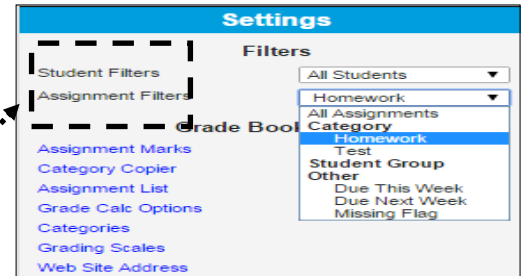 Settings
Filters
Student Filters All Students
Assignment Filters Homework
All Assignments
Grade Boo Category
Assignment Marks Homework
Category Copier Test
Student Group
Assignment List Other
Grade Calc Options Due This Week
Due Next Week
Categories Missing Flag
Grading Scales
Web Site Address